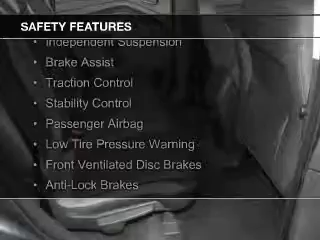 SAFETY FEATURES
• Independent Suspension
• Brake Assist
• Traction Control
• Stability Control
• Passenger Airbag
• Low Tire Pressure Warning
• Front Ventilated Disc Brakes
• Anti-Lock Brakes